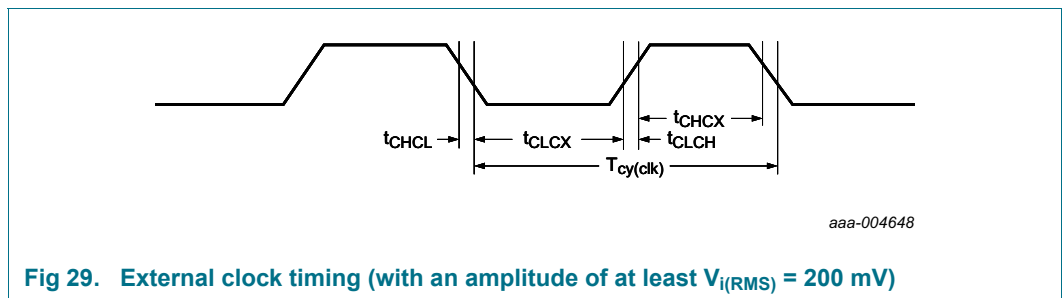 tCHCX
tCHCL tCLCX tCLCH
Tcy(clk)
aaa-004648
Fig 29. External clock timing (with an amplitude of at least Vi(RMS) = 200 mV)